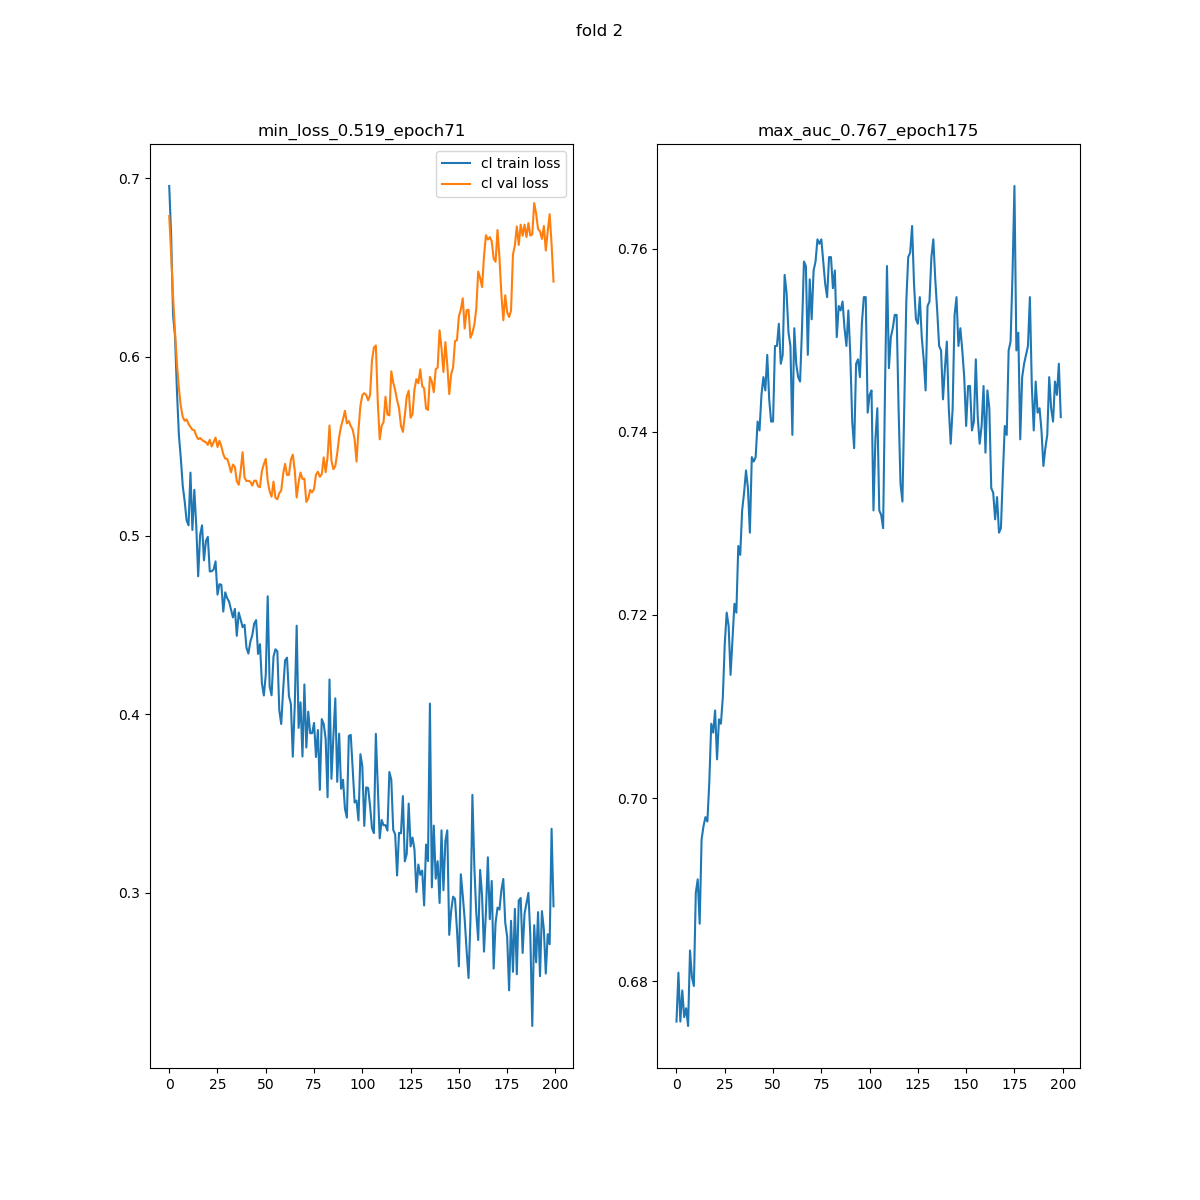 fold 2
min_loss_0.519_epoch71
cl train loss
cl val loss
0.7
0.6
0.5
0.4
0.3
0 25 50 75 100 125 150 175 200
max_auc_0.767_epoch175
0.76
0.74
0.72
0.70
0.68
0 25 50 75 100 125 150 175 200